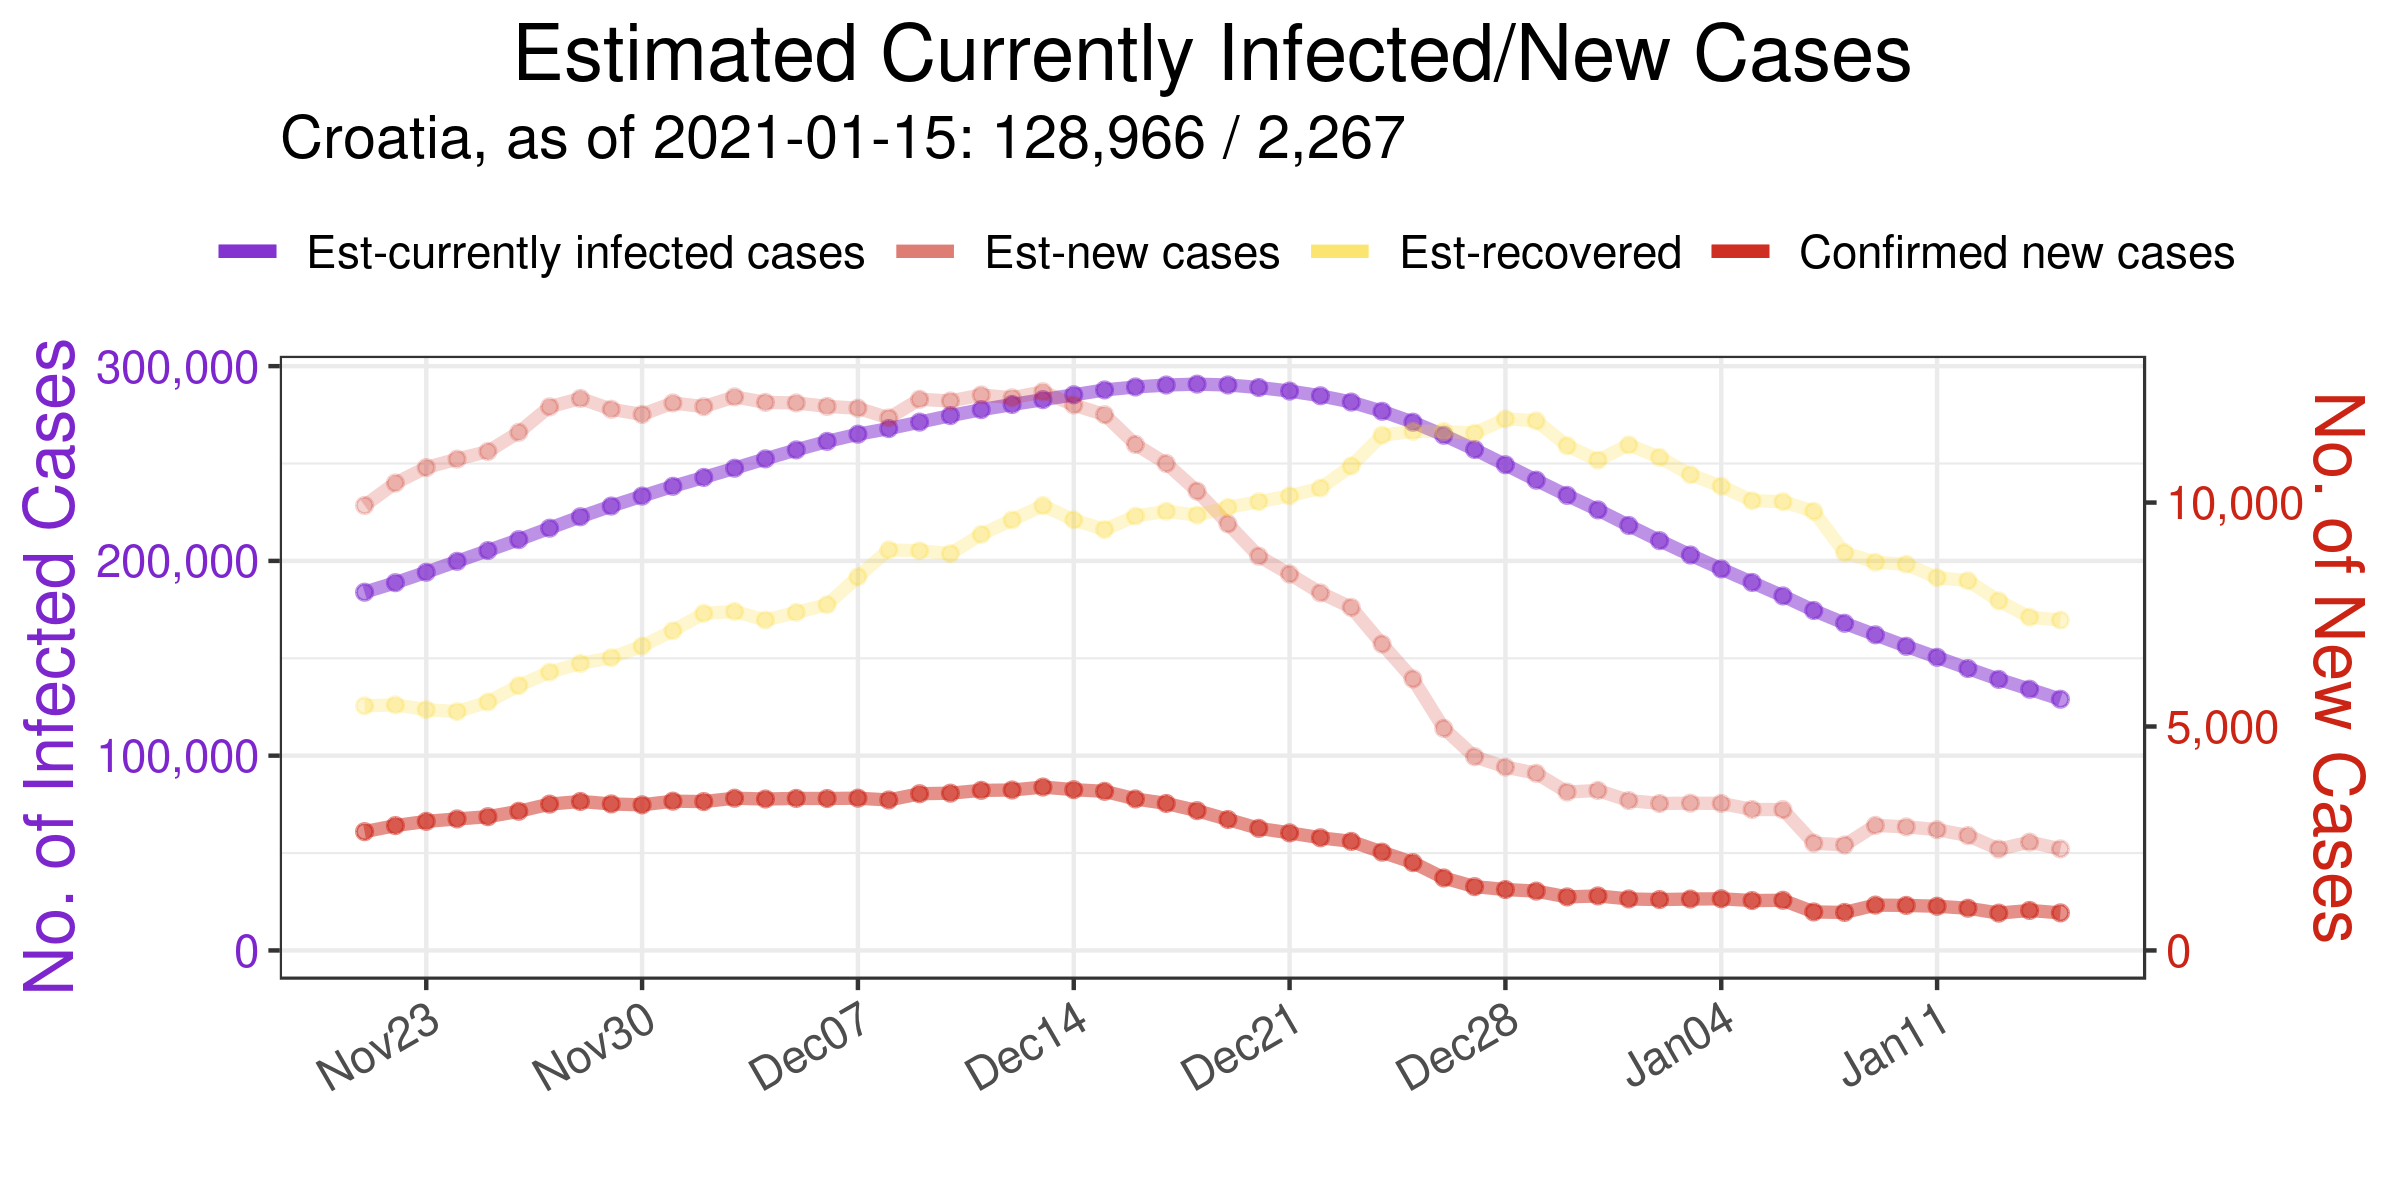 Estimated Currently Infected/New Cases
Croatia, as of 2021-01-15: 128,966 / 2,267
Est-currently infected cases Est-new cases Est-recovered Confirmed new cases
No. of Infected Cases
300,000
200,000
100,000
0
10,000
5,000
0
No. of New Cases
Nov23 Nov30 Dec07 Dec14 Dec21 Dec28 Jan04 Jan11